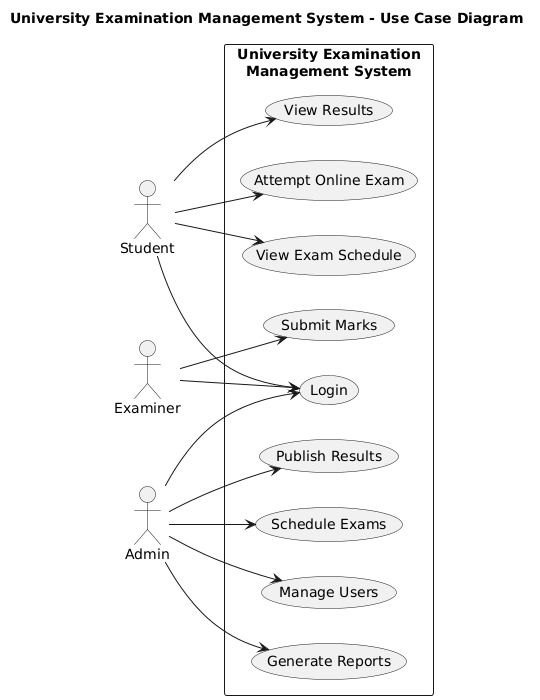 University Examination Management System - Use Case Diagram
University Examination
Management System
View Results
Attempt Online Exam
Student
View Exam Schedule
Submit Marks
Examiner
Login
Publish Results
Schedule Exams
Admin
Manage Users
Generate Reports